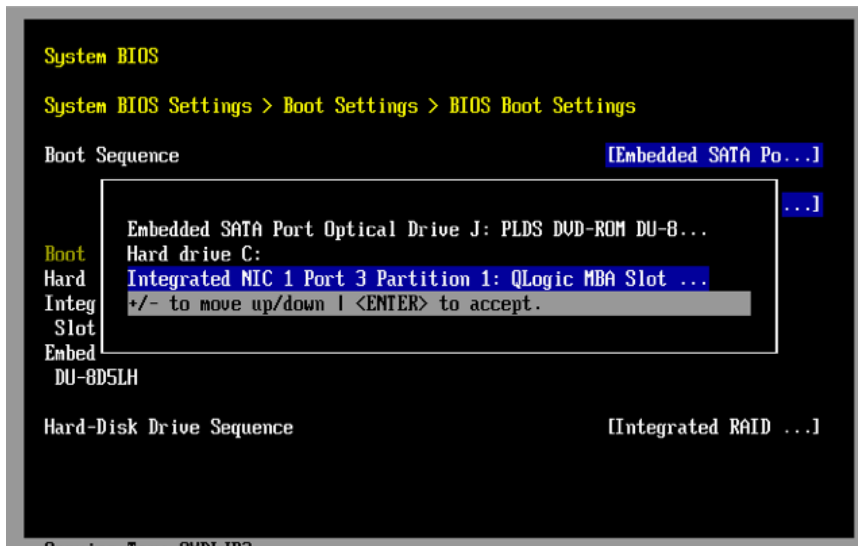 System BIOS
System BIOS Settings > Boot Settings > BIOS Boot Settings
Boot Sequence [Embedded SATA Po...]
...]
Embedded SATA Port Optical Drive J: PLDS DVD-ROM DU-8...
Boot
Hard drive C:
Hard
Integrated NIC 1 Port 3 Partition 1: QLogic MBA Slot ...
Integ
+/- to move up/down | <ENTER> to accept.
Slot
Embed
DU-8D5LH
Hard-Disk Drive Sequence [Integrated RAID ...]